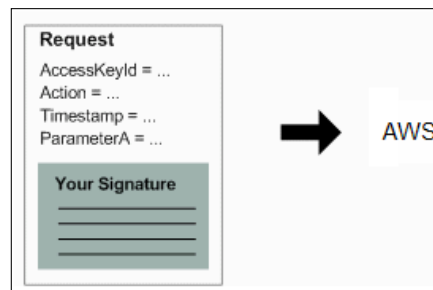 Request
AccessKeyId = ...
Action = ...
Timestamp = ...
ParameterA = ...
Your Signature
AWS